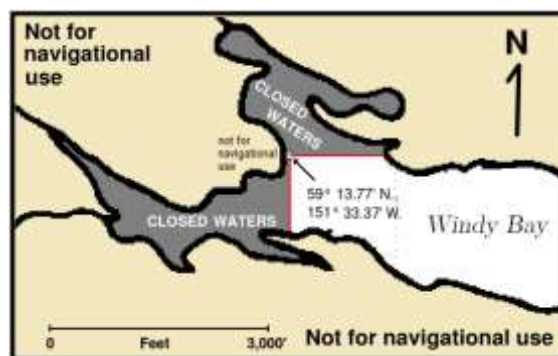 Not for
navigational
use
N
CLOSED
WATERS
not for
navigational
use
59° 13.77' N.,
151° 33.37' W.
CLOSED WATERS
Windy Bay
0
Feet
3,000'
Not for navigational use